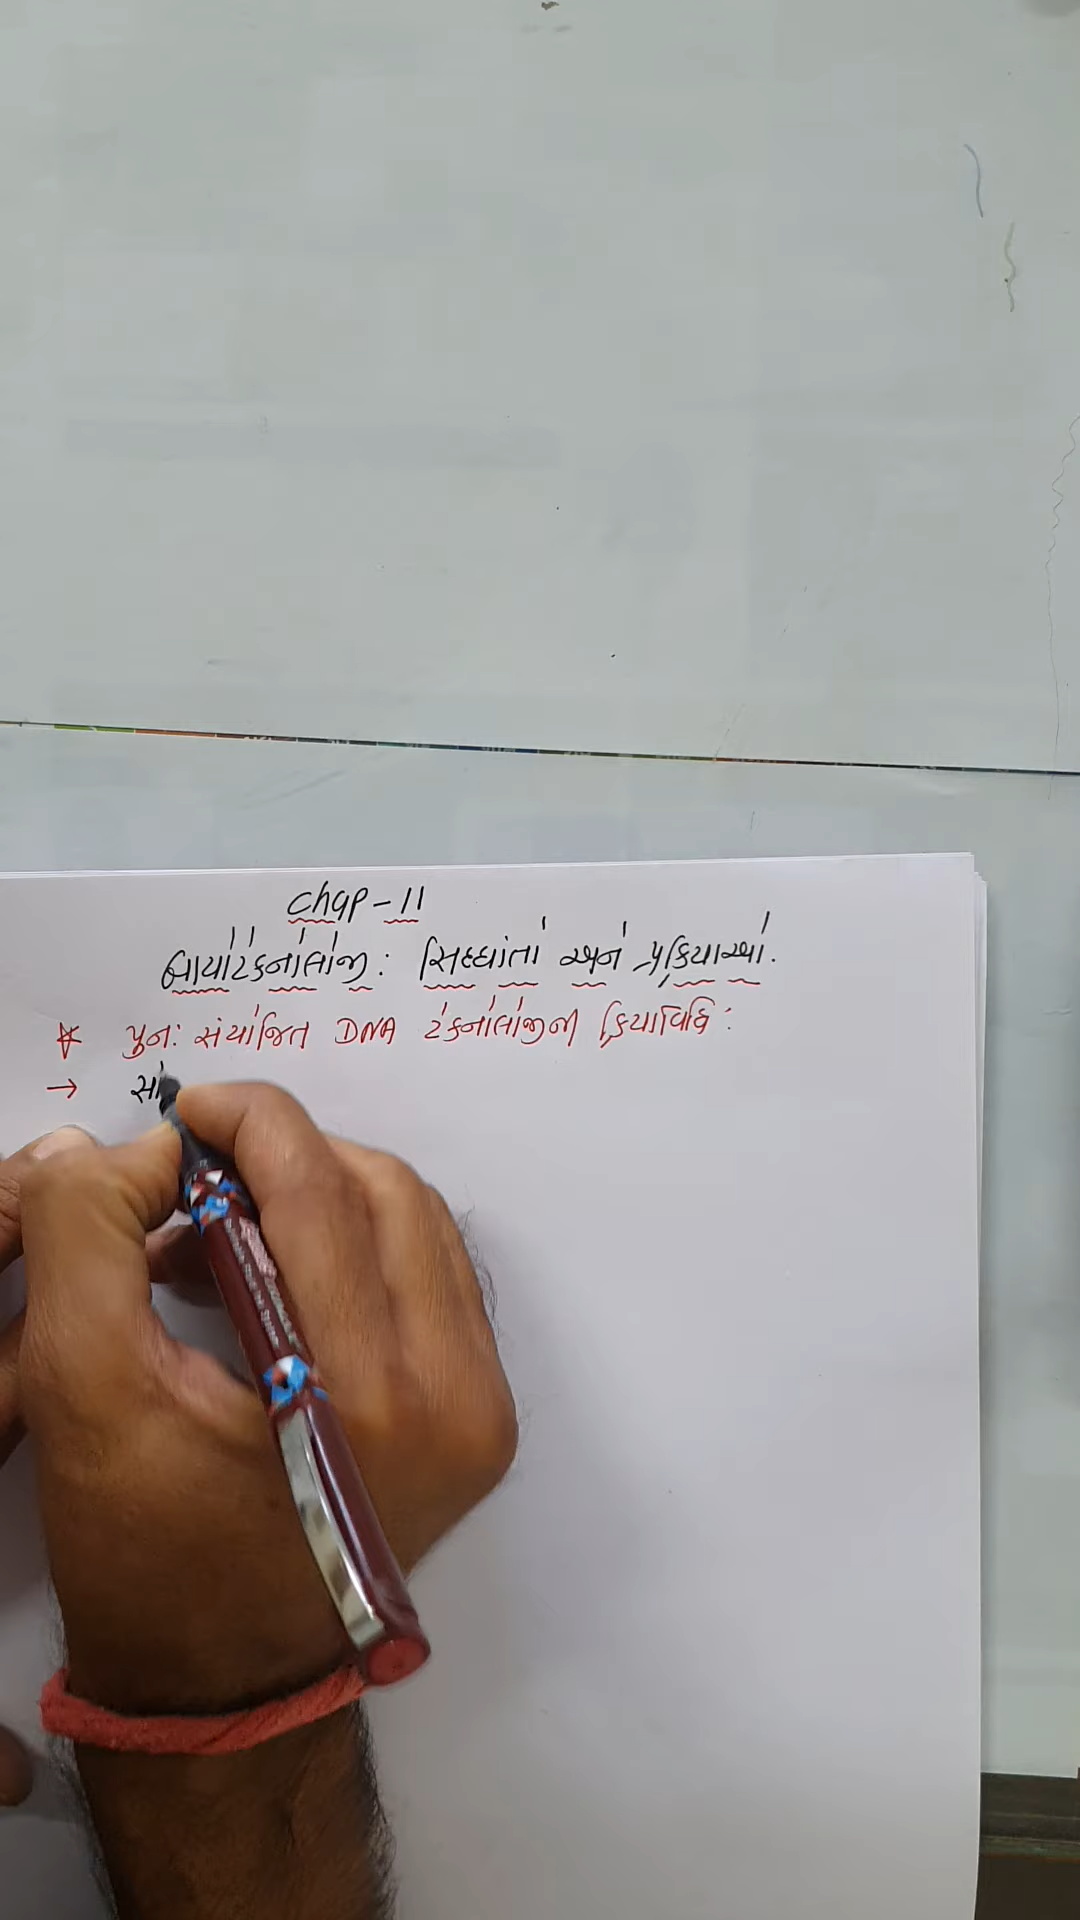 Chap-11
બાયોટેકનોલોજી: સિદ્ધાંતો અને પ્રક્રિયાઓ.
* પુન: સંયોજિત DNA ટેકનોલોજીની ક્રિયાવિધિ:
→ સૌ